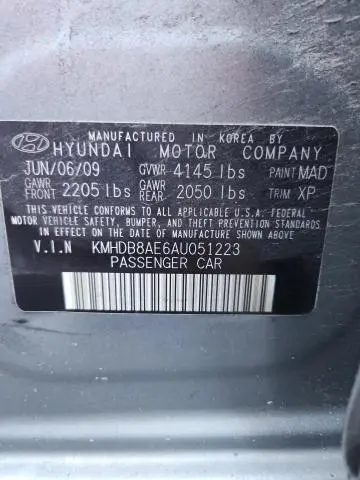 MANUFACTURED IN KOREA BY
HYUNDAI MOTOR COMPANY
JUN/06/09 GVWR 4145 lbs PAINT MAD
GAWR FRONT 2205 lbs GAWR REAR 2050 lbs TRIM XP
THIS VEHICLE CONFORMS TO ALL APPLICABLE U.S.A. FEDERAL
MOTOR VEHICLE SAFETY, BUMPER, AND THEFT PREVENTION STANDARDS
IN EFFECT ON THE DATE OF MANUFACTURE SHOWN ABOVE.
V.I.N KMHDB8AE6AU051223
PASSENGER CAR